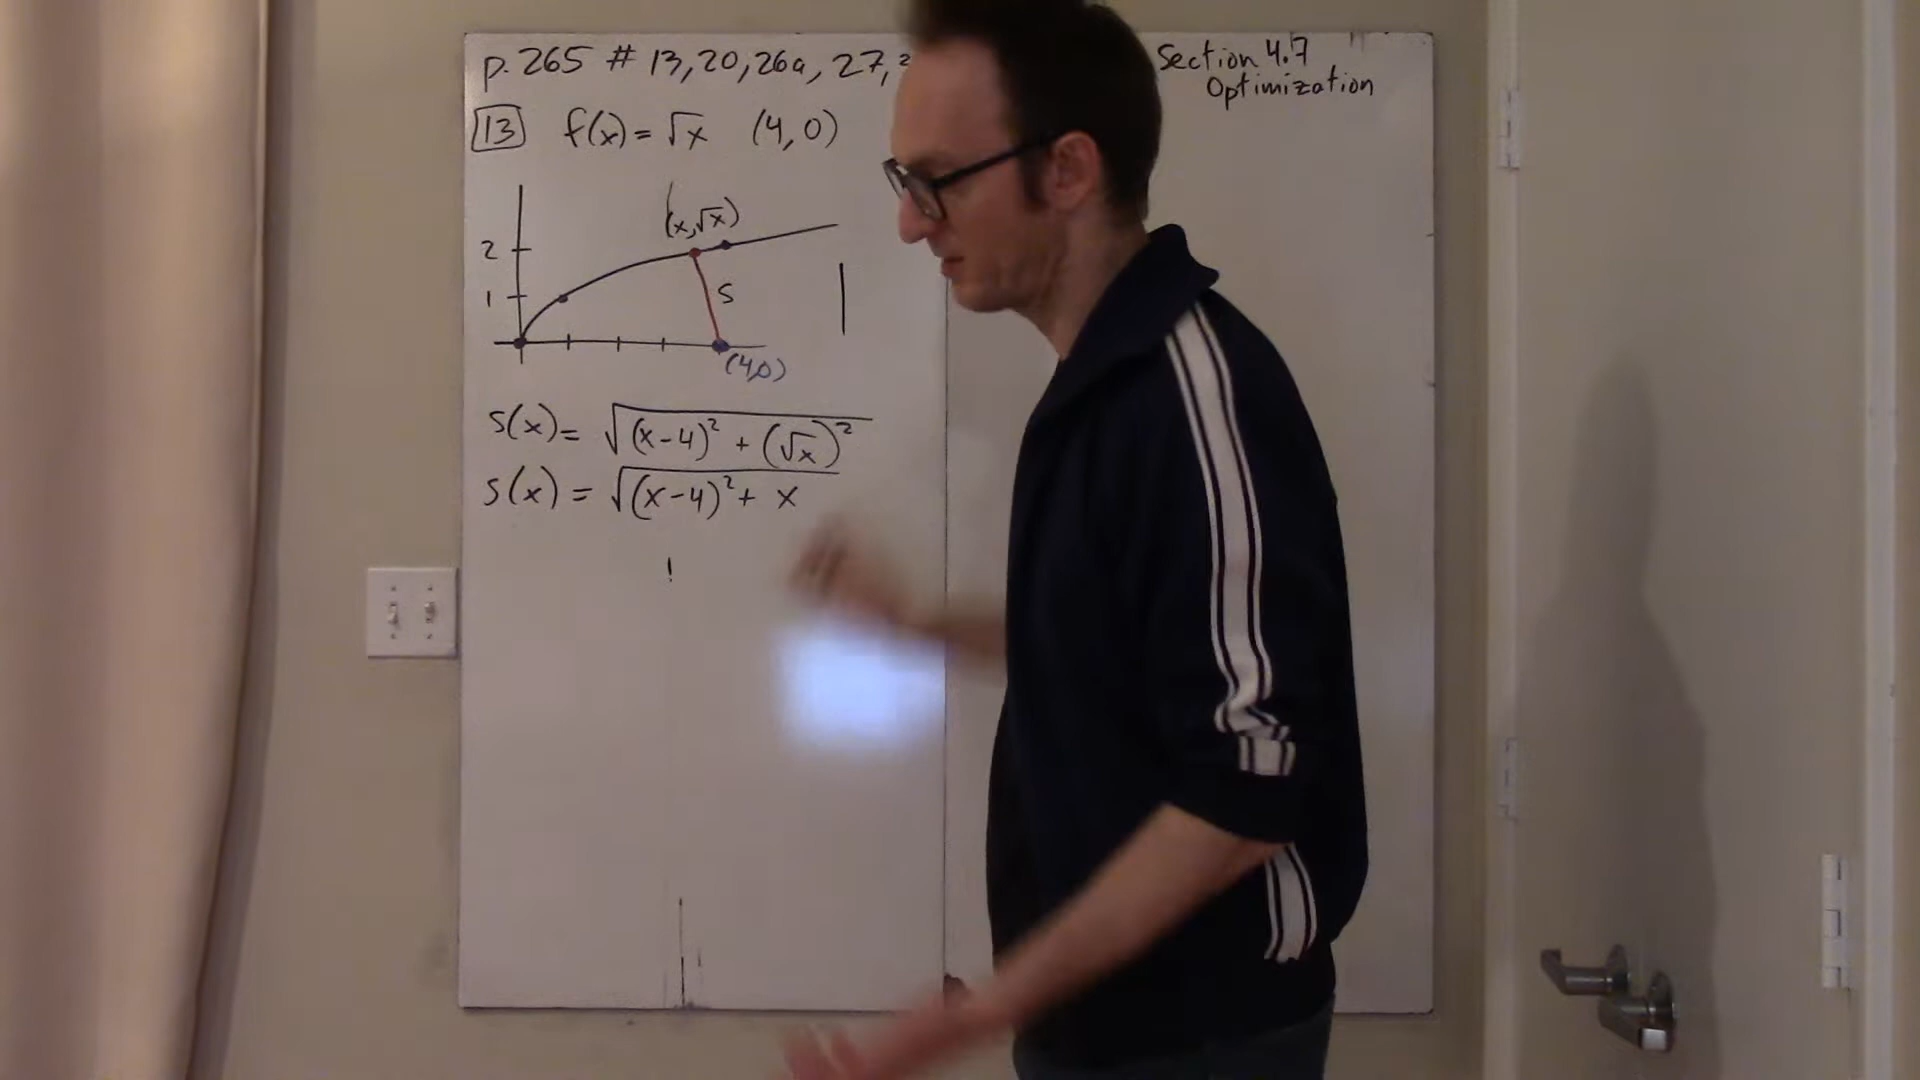 p. 265 # 13, 20, 26a, 27, 2
Section 4.7
Optimization
13 f(x) = √x (4, 0)
(x, √x)
2
1
S
(4,0)
S(x) = √((x-4)² + (√x)²)
S(x) = √((x-4)² + x)